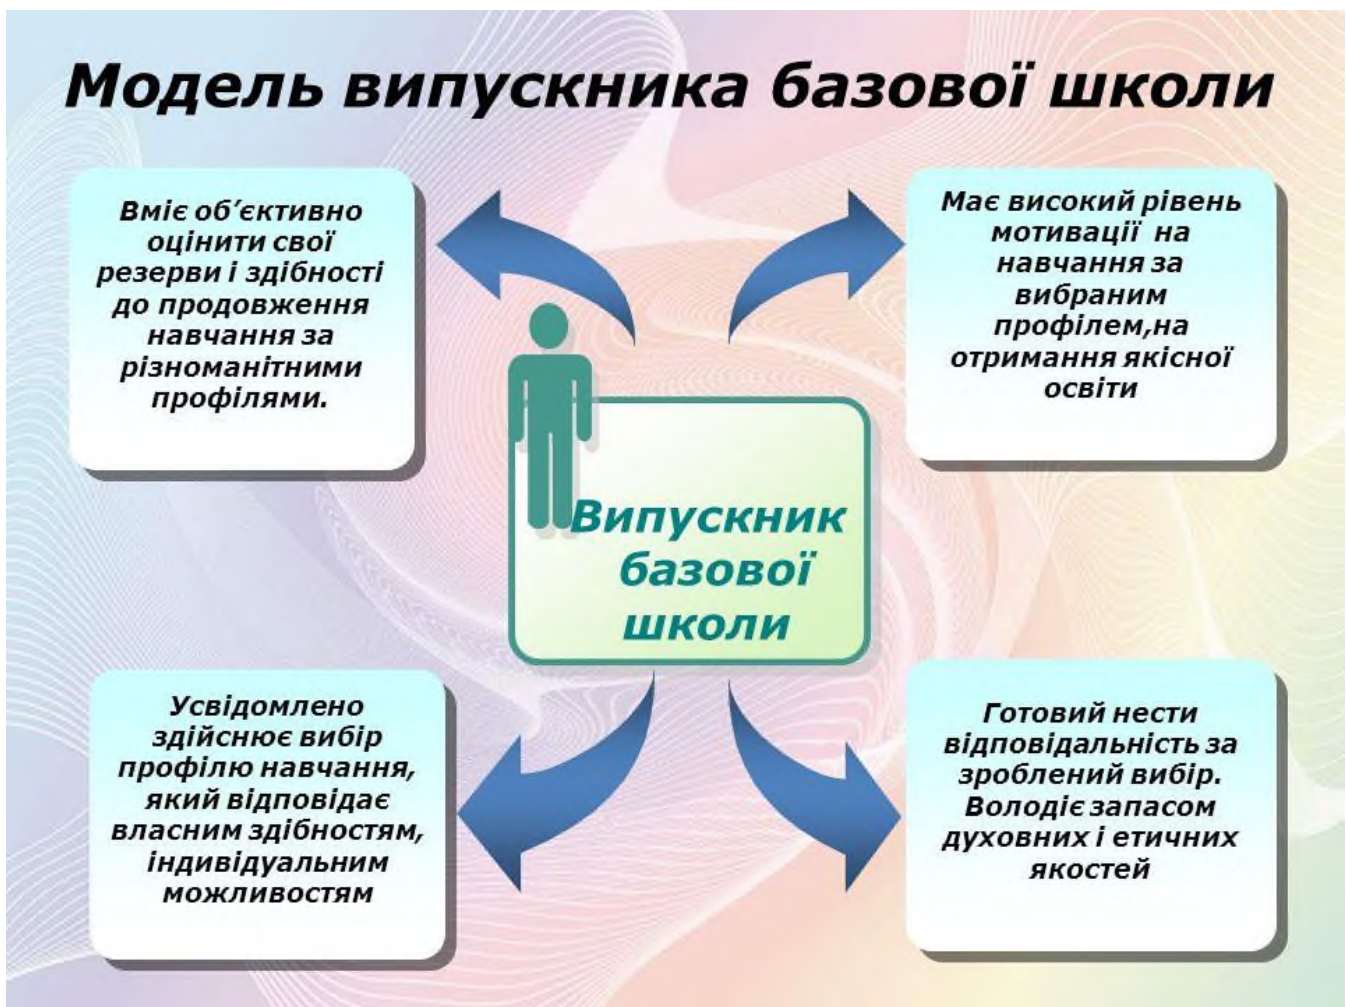 Модель випускника базової школи
Вміє об’єктивно
оцінити свої
резерви і здібності
до продовження
навчання за
різноманітними
профілями.
Має високий рівень
мотивації на
навчання за
вибраним
профілем,на
отримання якісної
освіти
Випускник
базової
школи
Усвідомлено
здійснює вибір
профілю навчання,
який відповідає
власним здібностям,
індивідуальним
можливостям
Готовий нести
відповідальність за
зроблений вибір.
Володіє запасом
духовних і етичних
якостей